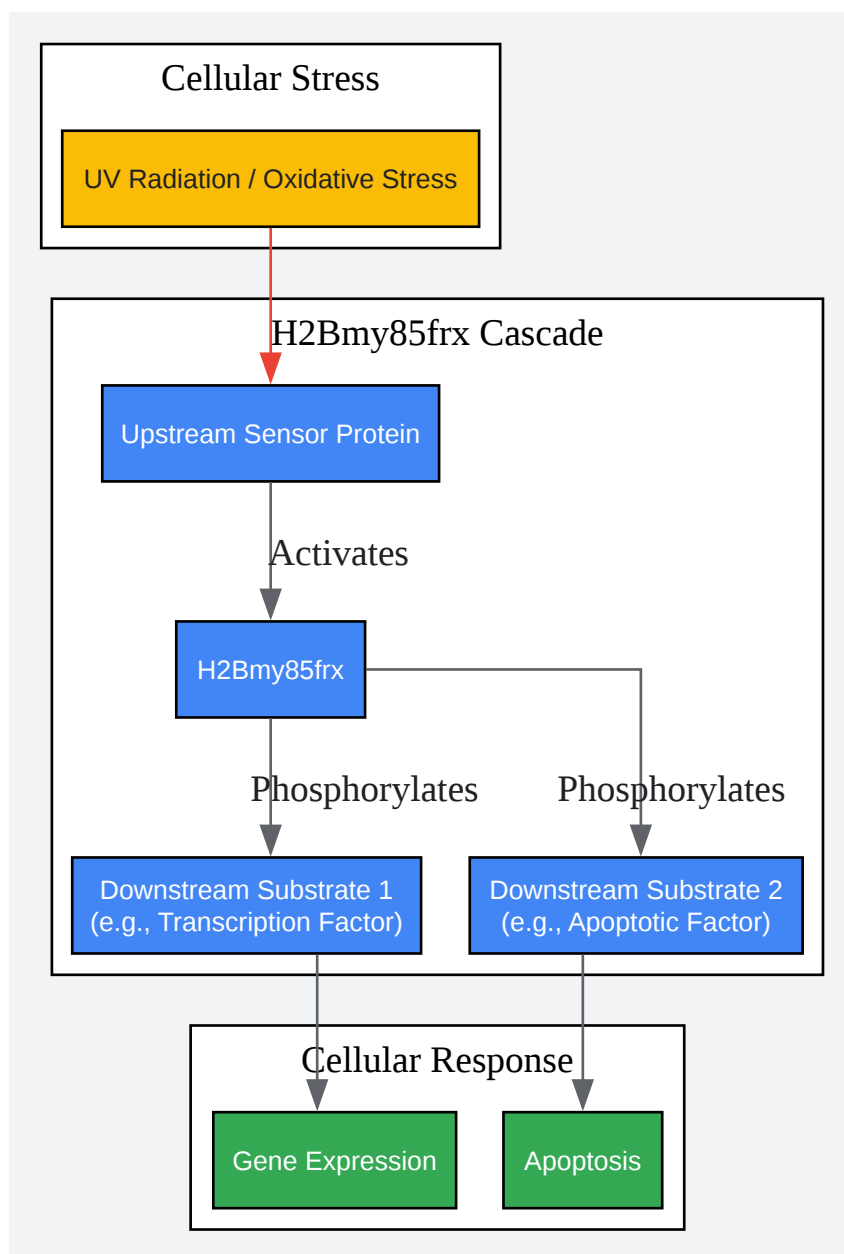 Cellular Stress
UV Radiation / Oxidative Stress
H2Bmy85frx Cascade
Upstream Sensor Protein
Activates
H2Bmy85frx
Phosphorylates
Phosphorylates
Downstream Substrate 1
(e.g., Transcription Factor)
Downstream Substrate 2
(e.g., Apoptotic Factor)
Cellular Response
Gene Expression
Apoptosis